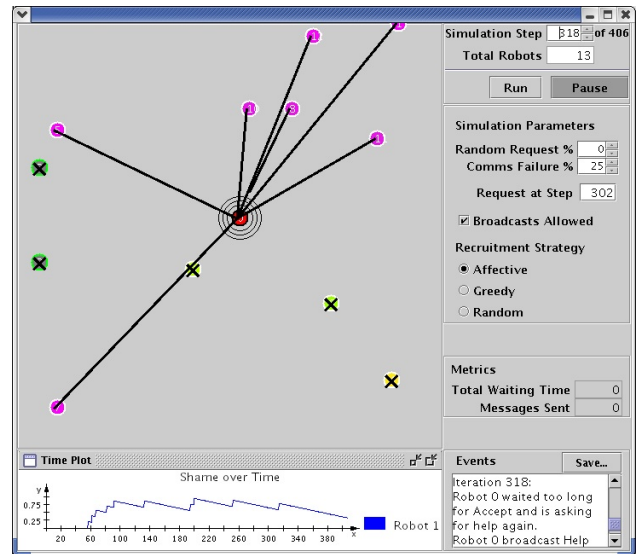 Simulation Step 318 of 406
Total Robots 13
Run Pause
Simulation Parameters
Random Request % 0
Comms Failure % 25
Request at Step 302
Broadcasts Allowed
Recruitment Strategy
Affective
Greedy
Random
Metrics
Total Waiting Time 0
Messages Sent 0
Time Plot
Shame over Time
y
0.75
0.25
20 60 100 140 180 220 260 300 340 380 x
Robot 1
Events Save...
Iteration 318:
Robot 0 waited too long
for Accept and is asking
for help again.
Robot 0 broadcast Help